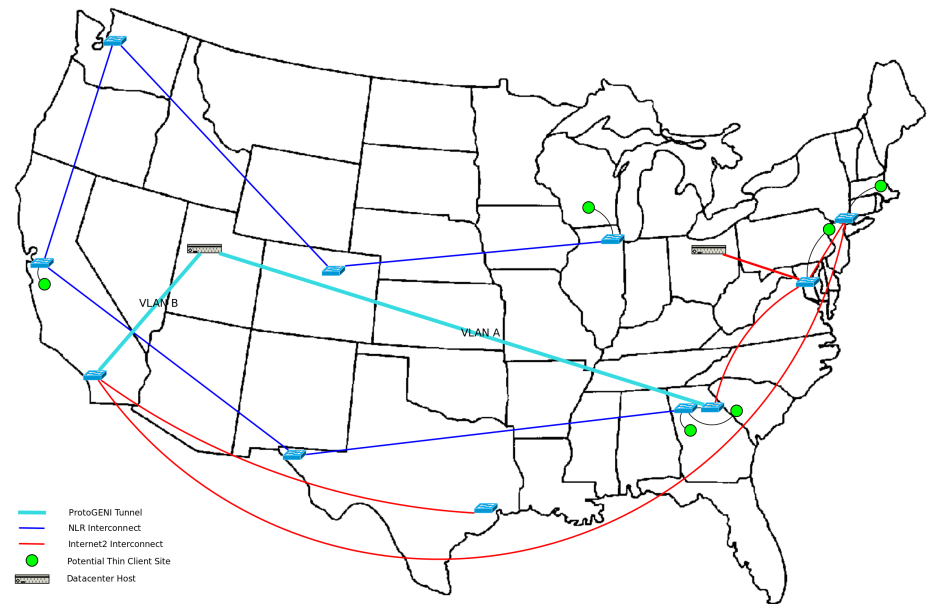 VLAN B
VLAN A
ProtoGENI Tunnel
NLR Interconnect
Internet2 Interconnect
Potential Thin Client Site
Datacenter Host